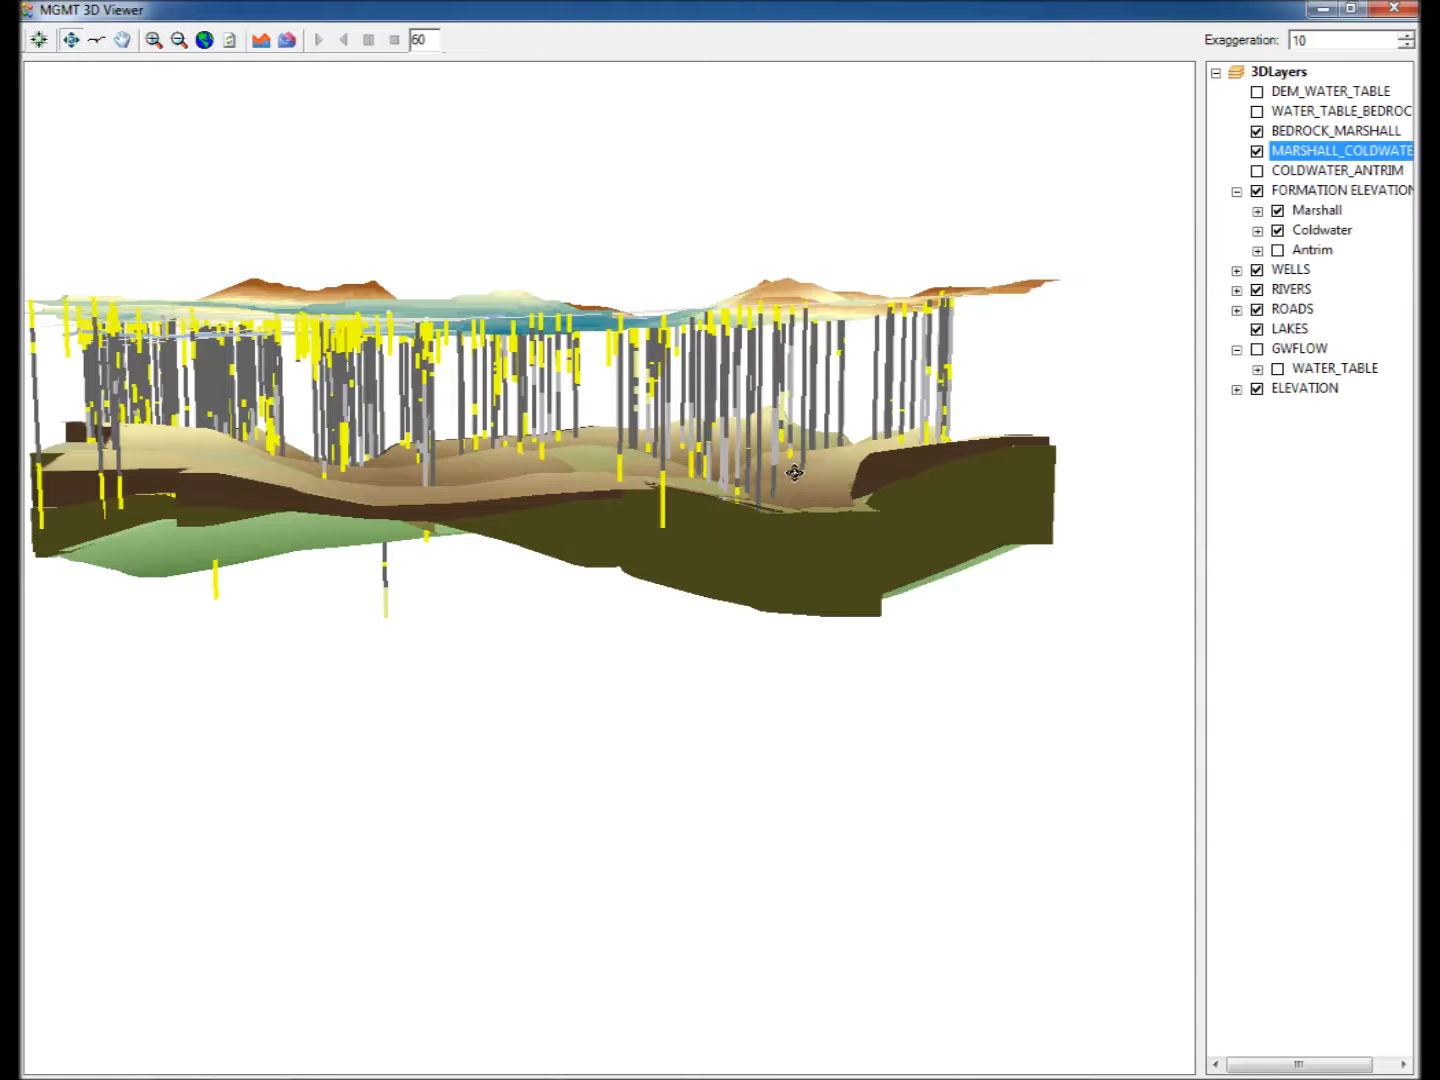 MGMT 3D Viewer
60
Exaggeration: 10
3DLayers
DEM_WATER_TABLE
WATER_TABLE_BEDROC
BEDROCK_MARSHALL
MARSHALL_COLDWATE
COLDWATER_ANTRIM
FORMATION ELEVATION
Marshall
Coldwater
Antrim
WELLS
RIVERS
ROADS
LAKES
GWFLOW
WATER_TABLE
ELEVATION